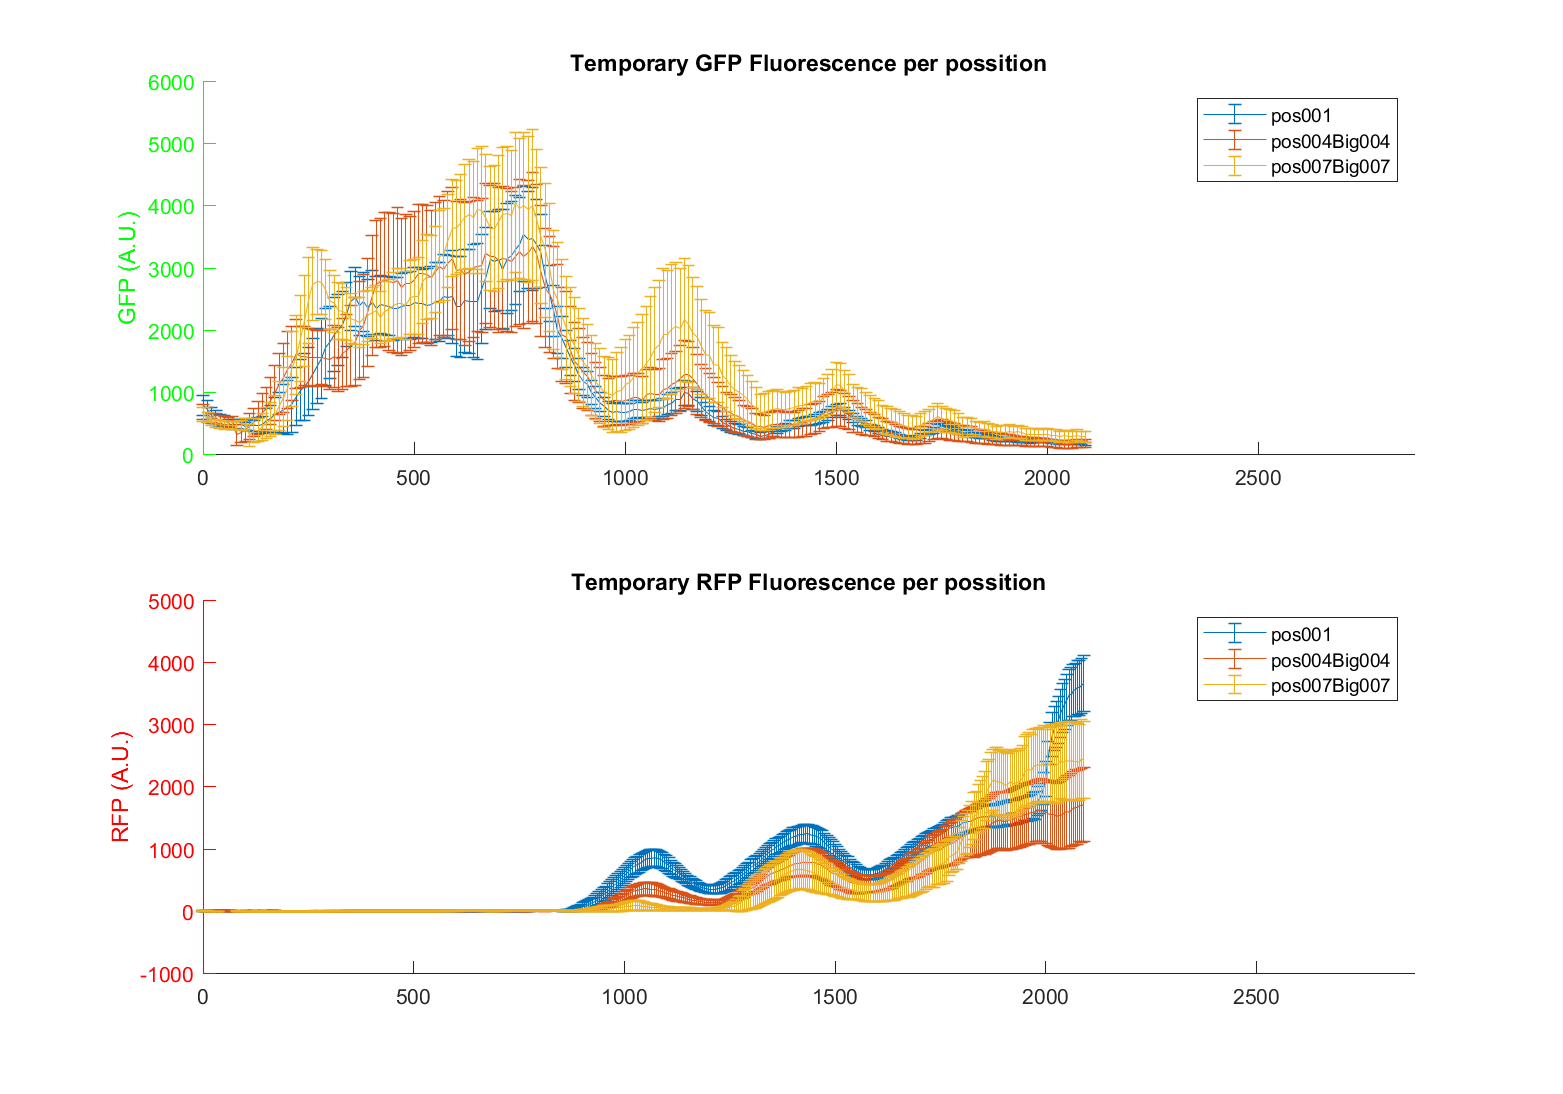 Temporary GFP Fluorescence per possition
6000
5000
4000
3000
2000
1000
0
GFP (A.U.)
0 500 1000 1500 2000 2500
pos001
pos004Big004
pos007Big007
Temporary RFP Fluorescence per possition
5000
4000
3000
2000
1000
0
-1000
RFP (A.U.)
0 500 1000 1500 2000 2500
pos001
pos004Big004
pos007Big007